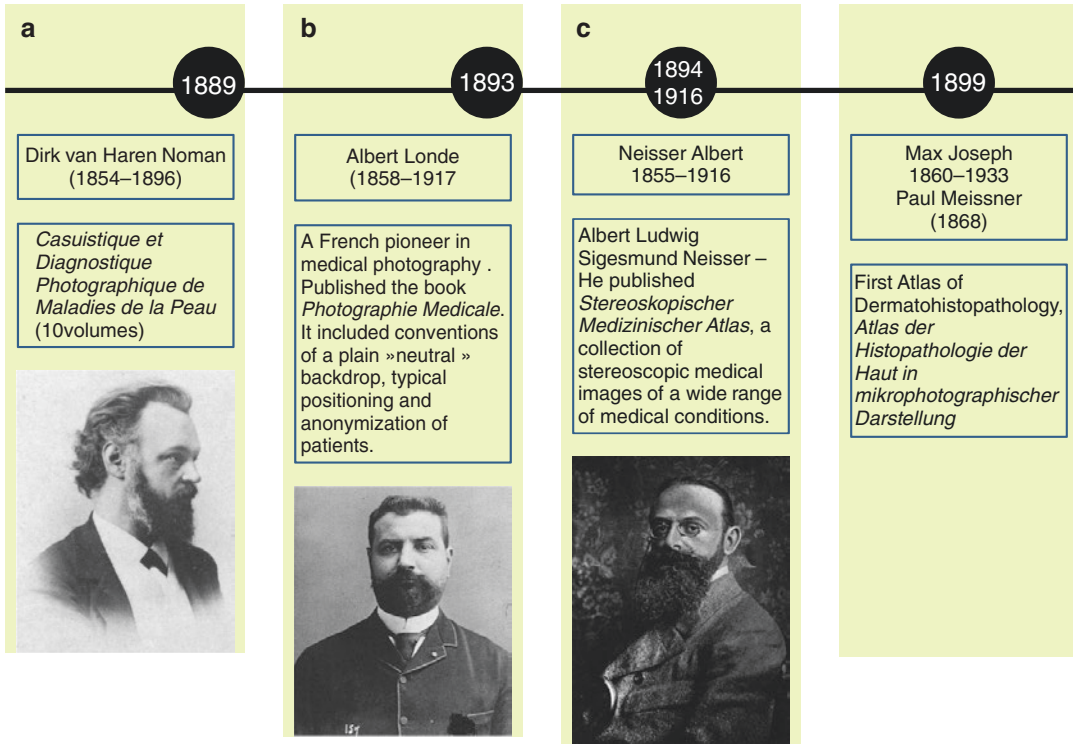 a
1889
Dirk van Haren Noman
(1854–1896)
Casuistique et
Diagnostique
Photographique de
Maladies de la Peau
(10volumes)
b
1893
Albert Londe
(1858–1917
A French pioneer in
medical photography .
Published the book
Photographie Medicale.
It included conventions
of a plain »neutral »
backdrop, typical
positioning and
anonymization of
patients.
c
1894
1916
Neisser Albert
1855–1916
Albert Ludwig
Sigesmund Neisser –
He published
Stereoskopischer
Medizinischer Atlas, a
collection of
stereoscopic medical
images of a wide range
of medical conditions.
1899
Max Joseph
1860–1933
Paul Meissner
(1868)
First Atlas of
Dermatohistopathology,
Atlas der
Histopathologie der
Haut in
mikrophotographischer
Darstellung